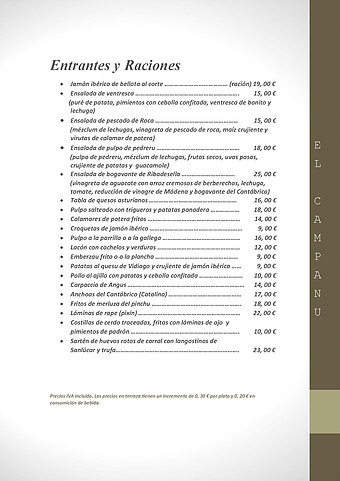 Entrantes y Raciones
• Jamón ibérico de bellota al corte ........................... (ración) 19, 00 €
• Ensalada de ventresca ............................................. 15, 00 €
(puré de patata, pimientos con cebolla confitada, ventresca de bonito y
lechuga)
• Ensalada de pescado de Roca ................................... 15, 00 €
(mézclum de lechugas, vinagreta de pescado de roca, maíz crujiente y
virutas de calamar de potera)
• Ensalada de pulpo de pedreru ................................... 18, 00 €
(pulpo de pedreru, mézclum de lechugas, frutas secos, uvas pasas,
crujiente de patatas y guacamole)
• Ensalada de bogavante de Ribadesella ........................ 25, 00 €
(vinagreta de aguacate con arroz cremosos de berberechos, lechuga,
tomate, reducción de vinagre de Módena y bogavante del Cantábrico)
• Tabla de quesos asturianos ...................................... 16, 00 €
• Pulpo salteado con trigueros y patatas panadera ............ 18, 00 €
• Calamares de potera fritos ...................................... 14, 00 €
• Croquetas de jamón ibérico ...................................... 9, 00 €
• Pulpo a la parrilla o a la gallega ............................... 16, 00 €
• Lacón con cachelos y verduras ................................... 12, 00 €
• Emberzau frito o a la plancha ................................... 9, 00 €
• Patatas al quesu de Vidiago y crujiente de jamón ibérico ...... 9, 00 €
• Pollo al ajillo con patatas y cebolla confitada ............... 10, 00 €
• Carpaccio de Angus .............................................. 14, 00 €
• Anchoas del Cantábrico (Catalina) ............................... 17, 00 €
• Fritos de merluza del pinchu .................................... 18, 00 €
• Láminas de rape (pixín) ......................................... 22, 00 €
• Costillas de cerdo troceadas, fritas con láminas de ajo y
pimientos de padrón ............................................. 10, 00 €
• Sartén de huevos rotos de corral con langostinos de
Sanlúcar y trufa................................................. 23, 00 €
Precios IVA Incluido. Los precios en terraza tienen un incremento de 0, 30 € por plato y 0, 20 € en
consumición de bebida.
EL CAMPANU